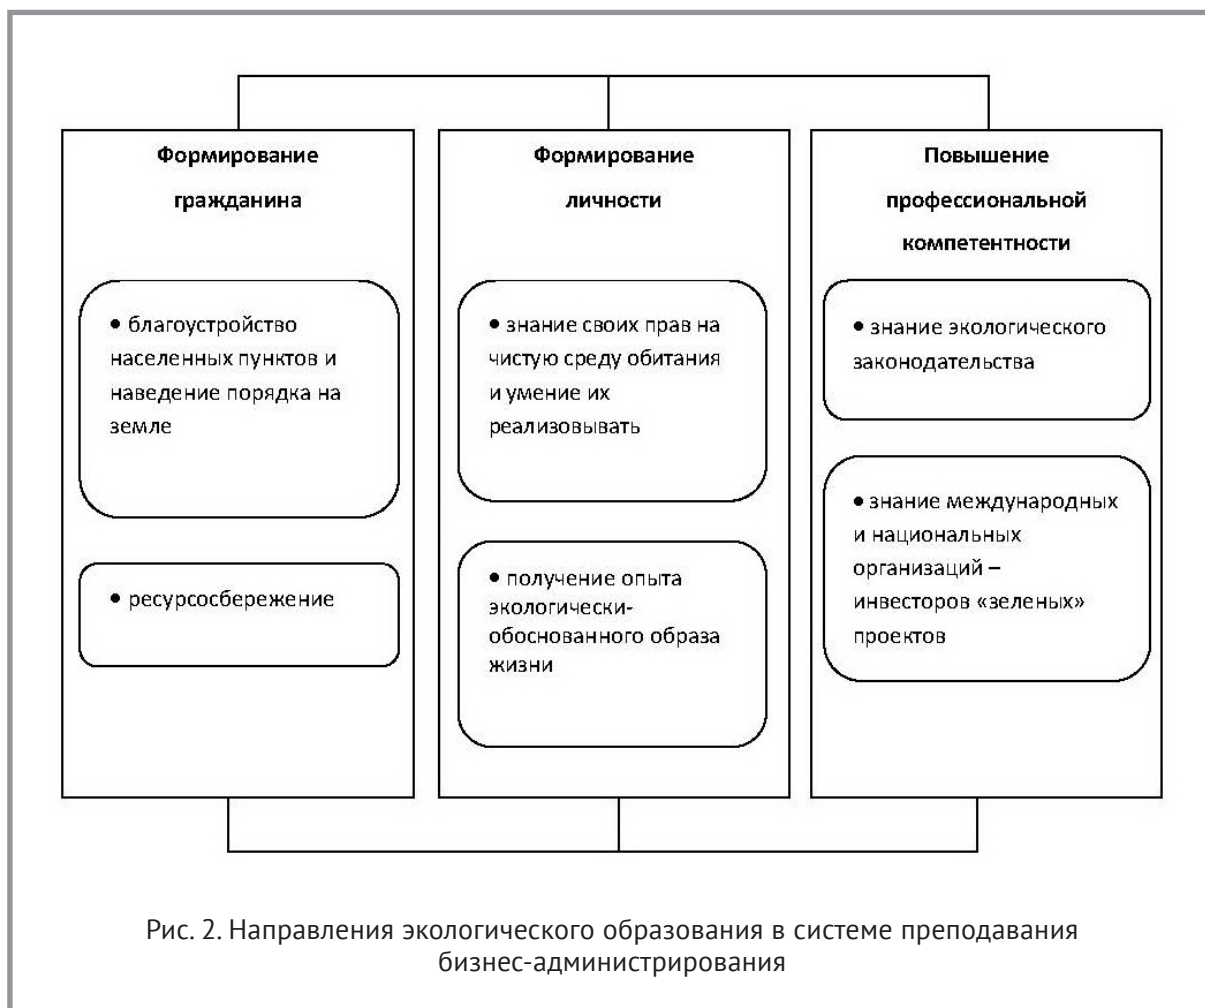 Формирование
гражданина
• благоустройство
населенных пунктов и
наведение порядка на
земле
• ресурсосбережение
Формирование
личности
• знание своих прав на
чистую среду обитания
и умение их
реализовывать
• получение опыта
экологически-
обоснованного образа
жизни
Повышение
профессиональной
компетентности
• знание экологического
законодательства
• знание международных
и национальных
организаций –
инвесторов «зеленых»
проектов
Рис. 2. Направления экологического образования в системе преподавания
бизнес-администрирования